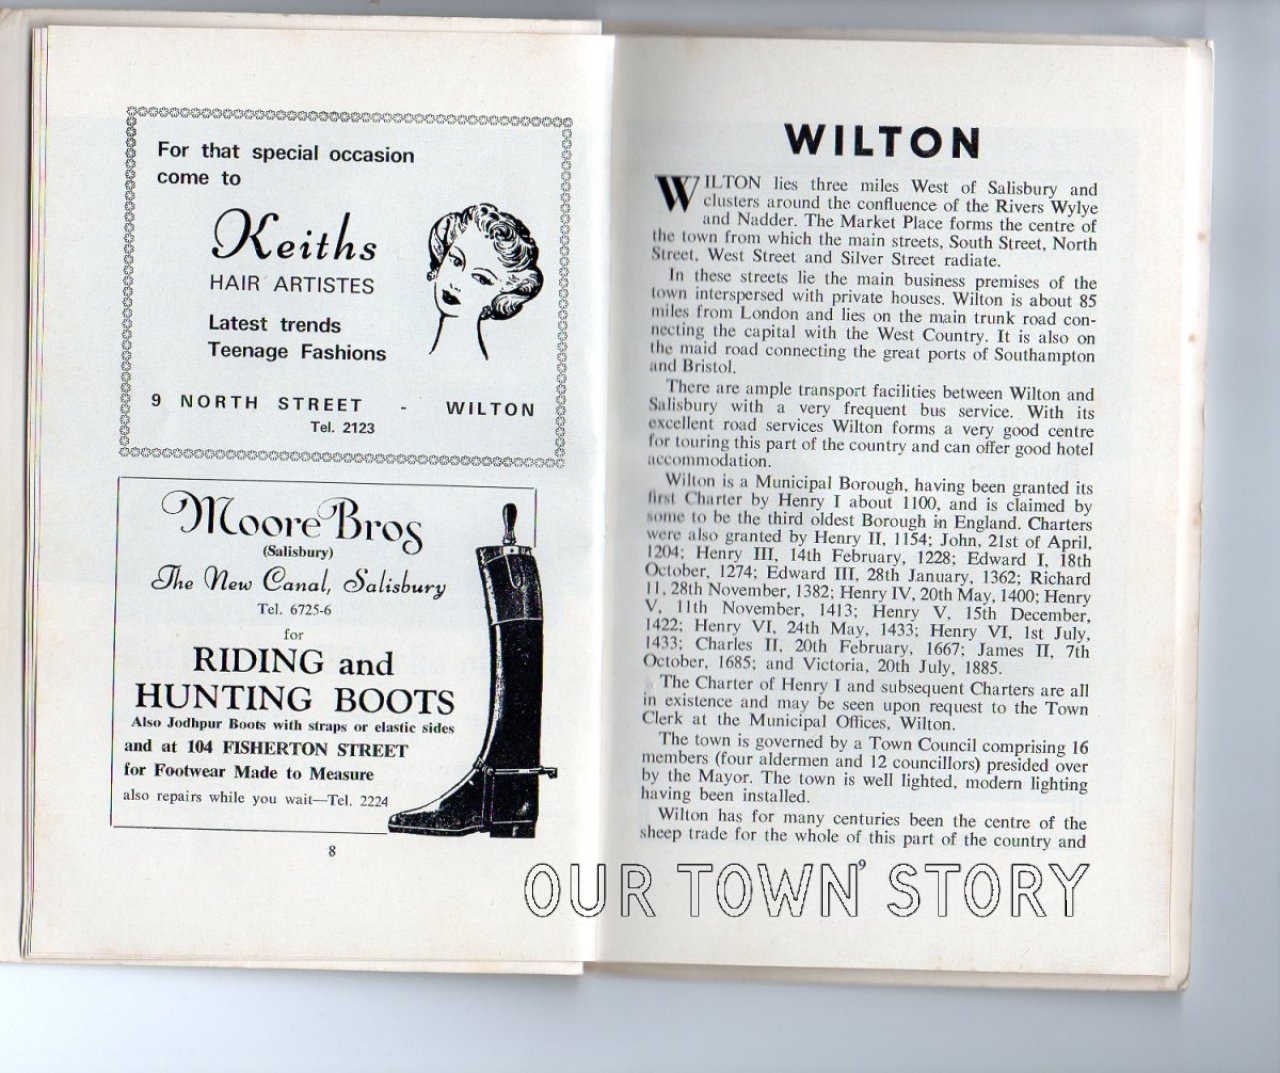 For that special occasion
come to
Keiths
HAIR ARTISTES
Latest trends
Teenage Fashions
9 NORTH STREET - WILTON
Tel. 2123
Moore Bros
(Salisbury)
The New Canal, Salisbury
Tel. 6725-6
for
RIDING and
HUNTING BOOTS
Also Jodhpur Boots with straps or elastic sides
and at 104 FISHERTON STREET
for Footwear Made to Measure
also repairs while you wait—Tel. 2224
8
WILTON
WILTON lies three miles West of Salisbury and
clusters around the confluence of the Rivers Wylye
and Nadder. The Market Place forms the centre of
the town from which the main streets, South Street, North
Street, West Street and Silver Street radiate.
In these streets lie the main business premises of the
town interspersed with private houses. Wilton is about 85
miles from London and lies on the main trunk road con-
necting the capital with the West Country. It is also on
the maid road connecting the great ports of Southampton
and Bristol.
There are ample transport facilities between Wilton and
Salisbury with a very frequent bus service. With its
excellent road services Wilton forms a very good centre
for touring this part of the country and can offer good hotel
accommodation.
Wilton is a Municipal Borough, having been granted its
first Charter by Henry I about 1100, and is claimed by
some to be the third oldest Borough in England. Charters
were also granted by Henry II, 1154; John, 21st of April,
1204; Henry III, 14th February, 1228; Edward I, 18th
October, 1274; Edward III, 28th January, 1362; Richard
11, 28th November, 1382; Henry IV, 20th May, 1400; Henry
V, 11th November, 1413; Henry V, 15th December,
1422; Henry VI, 24th May, 1433; Henry VI, 1st July,
1433; Charles II, 20th February, 1667; James II, 7th
October, 1685; and Victoria, 20th July, 1885.
The Charter of Henry I and subsequent Charters are all
in existence and may be seen upon request to the Town
Clerk at the Municipal Offices, Wilton.
The town is governed by a Town Council comprising 16
members (four aldermen and 12 councillors) presided over
by the Mayor. The town is well lighted, modern lighting
having been installed.
Wilton has for many centuries been the centre of the
sheep trade for the whole of this part of the country and
9
OUR TOWN STORY